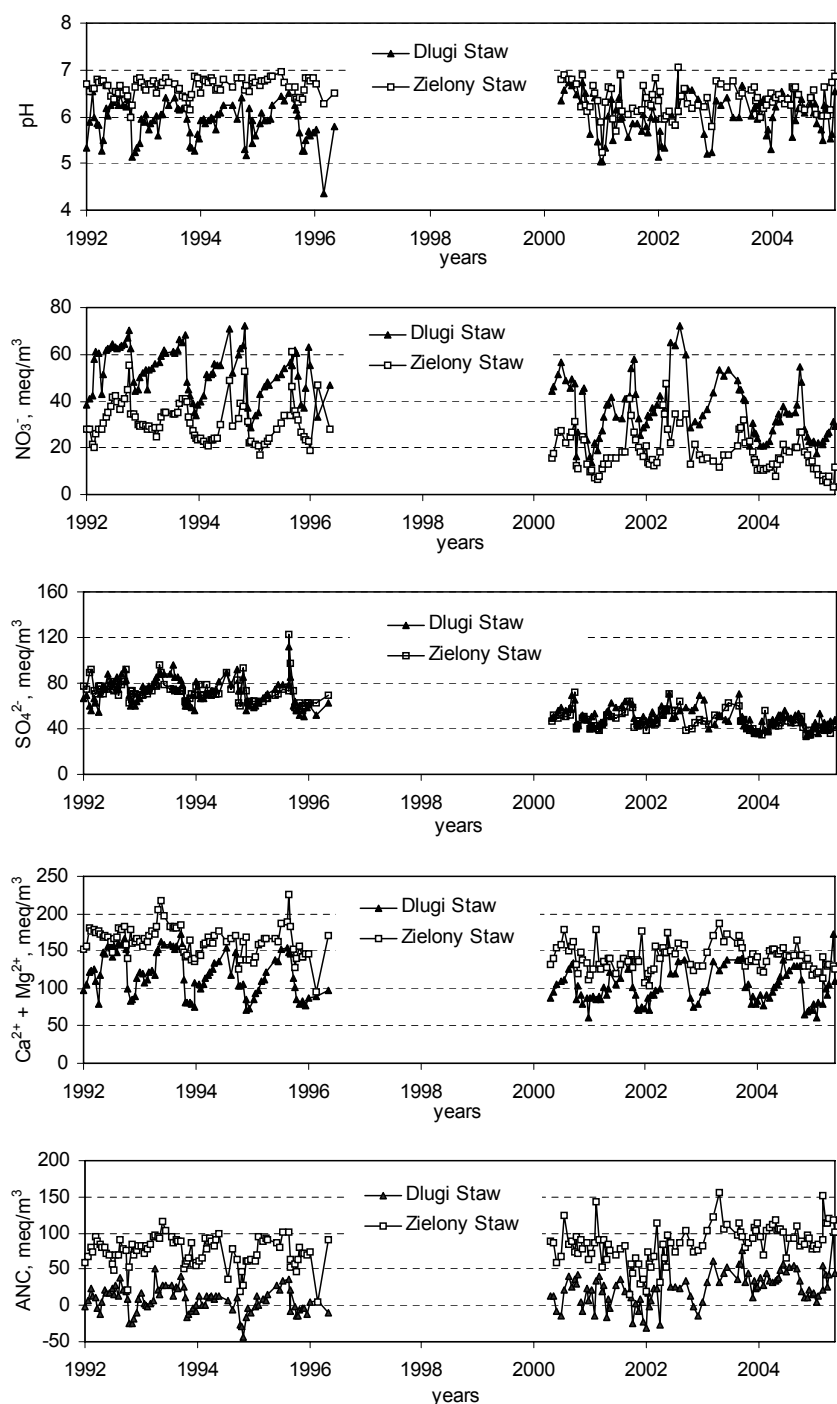 8
7
6
5
4
pH
Dlugi Staw
Zielony Staw
1992 1994 1996 1998 2000 2002 2004
years
80
60
40
20
0
NO₃⁻, meq/m³
Dlugi Staw
Zielony Staw
1992 1994 1996 1998 2000 2002 2004
years
160
120
80
40
0
SO₄²⁻, meq/m³
Dlugi Staw
Zielony Staw
1992 1994 1996 1998 2000 2002 2004
years
250
200
150
100
50
0
Ca²⁺ + Mg²⁺, meq/m³
Dlugi Staw
Zielony Staw
1992 1994 1996 1998 2000 2002 2004
years
200
150
100
50
0
-50
ANC, meq/m³
Dlugi Staw
Zielony Staw
1992 1994 1996 1998 2000 2002 2004
years